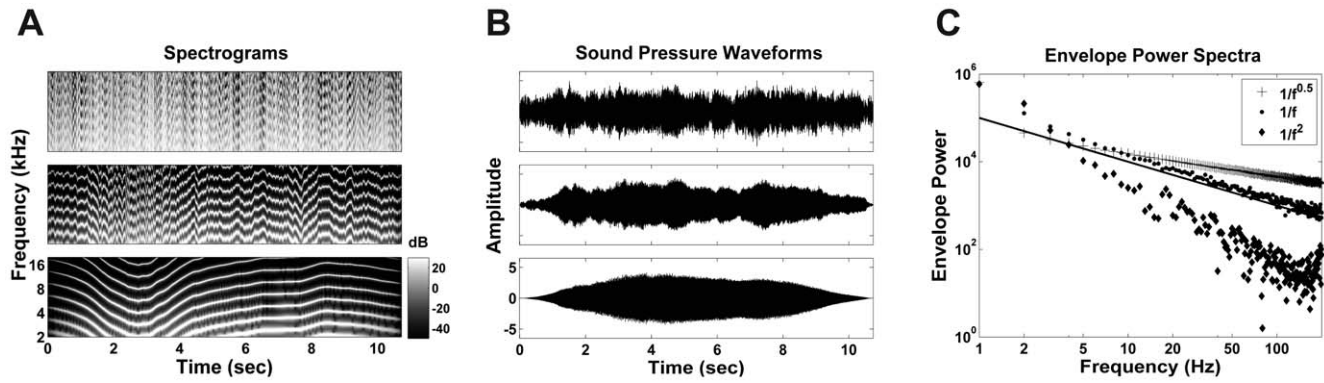 A
Spectrograms
Frequency (kHz)
16
8
4
2
0 2 4 6 8 10
Time (sec)
dB
20
0
-20
-40
B
Sound Pressure Waveforms
Amplitude
5
0
-5
0 2 4 6 8 10
Time (sec)
C
Envelope Power Spectra
Envelope Power
10^6
10^4
10^2
10^0
1 2 5 10 20 50 100
Frequency (Hz)
1/f^0.5
1/f
1/f^2